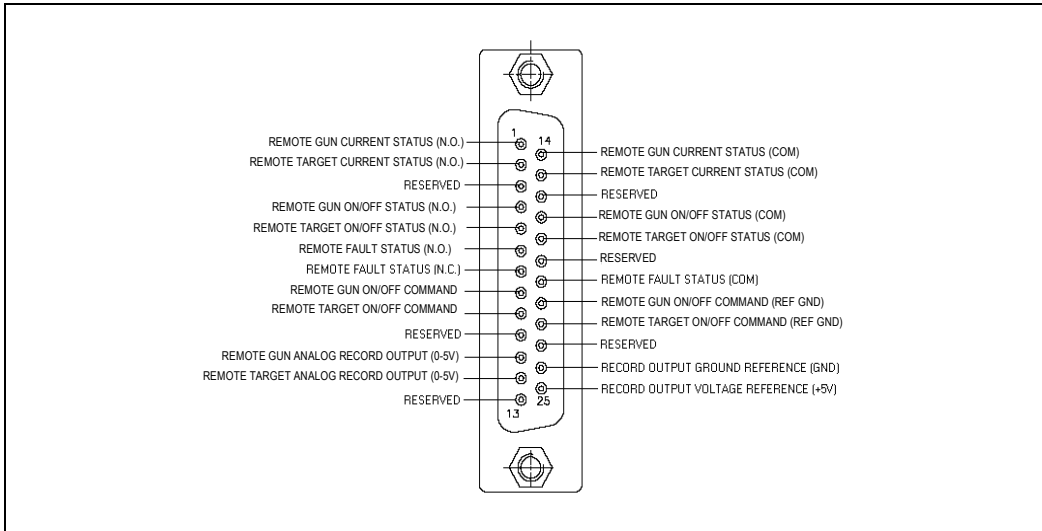 1
14
REMOTE GUN CURRENT STATUS (N.O.)
REMOTE TARGET CURRENT STATUS (N.O.)
RESERVED
REMOTE GUN ON/OFF STATUS (N.O.)
REMOTE TARGET ON/OFF STATUS (N.O.)
REMOTE FAULT STATUS (N.O.)
REMOTE FAULT STATUS (N.C.)
REMOTE GUN ON/OFF COMMAND
REMOTE TARGET ON/OFF COMMAND
RESERVED
REMOTE GUN ANALOG RECORD OUTPUT (0-5V)
REMOTE TARGET ANALOG RECORD OUTPUT (0-5V)
RESERVED
REMOTE GUN CURRENT STATUS (COM)
REMOTE TARGET CURRENT STATUS (COM)
RESERVED
REMOTE GUN ON/OFF STATUS (COM)
REMOTE TARGET ON/OFF STATUS (COM)
RESERVED
REMOTE FAULT STATUS (COM)
REMOTE GUN ON/OFF COMMAND (REF GND)
REMOTE TARGET ON/OFF COMMAND (REF GND)
RESERVED
RECORD OUTPUT GROUND REFERENCE (GND)
RECORD OUTPUT VOLTAGE REFERENCE (+5V)
13
25